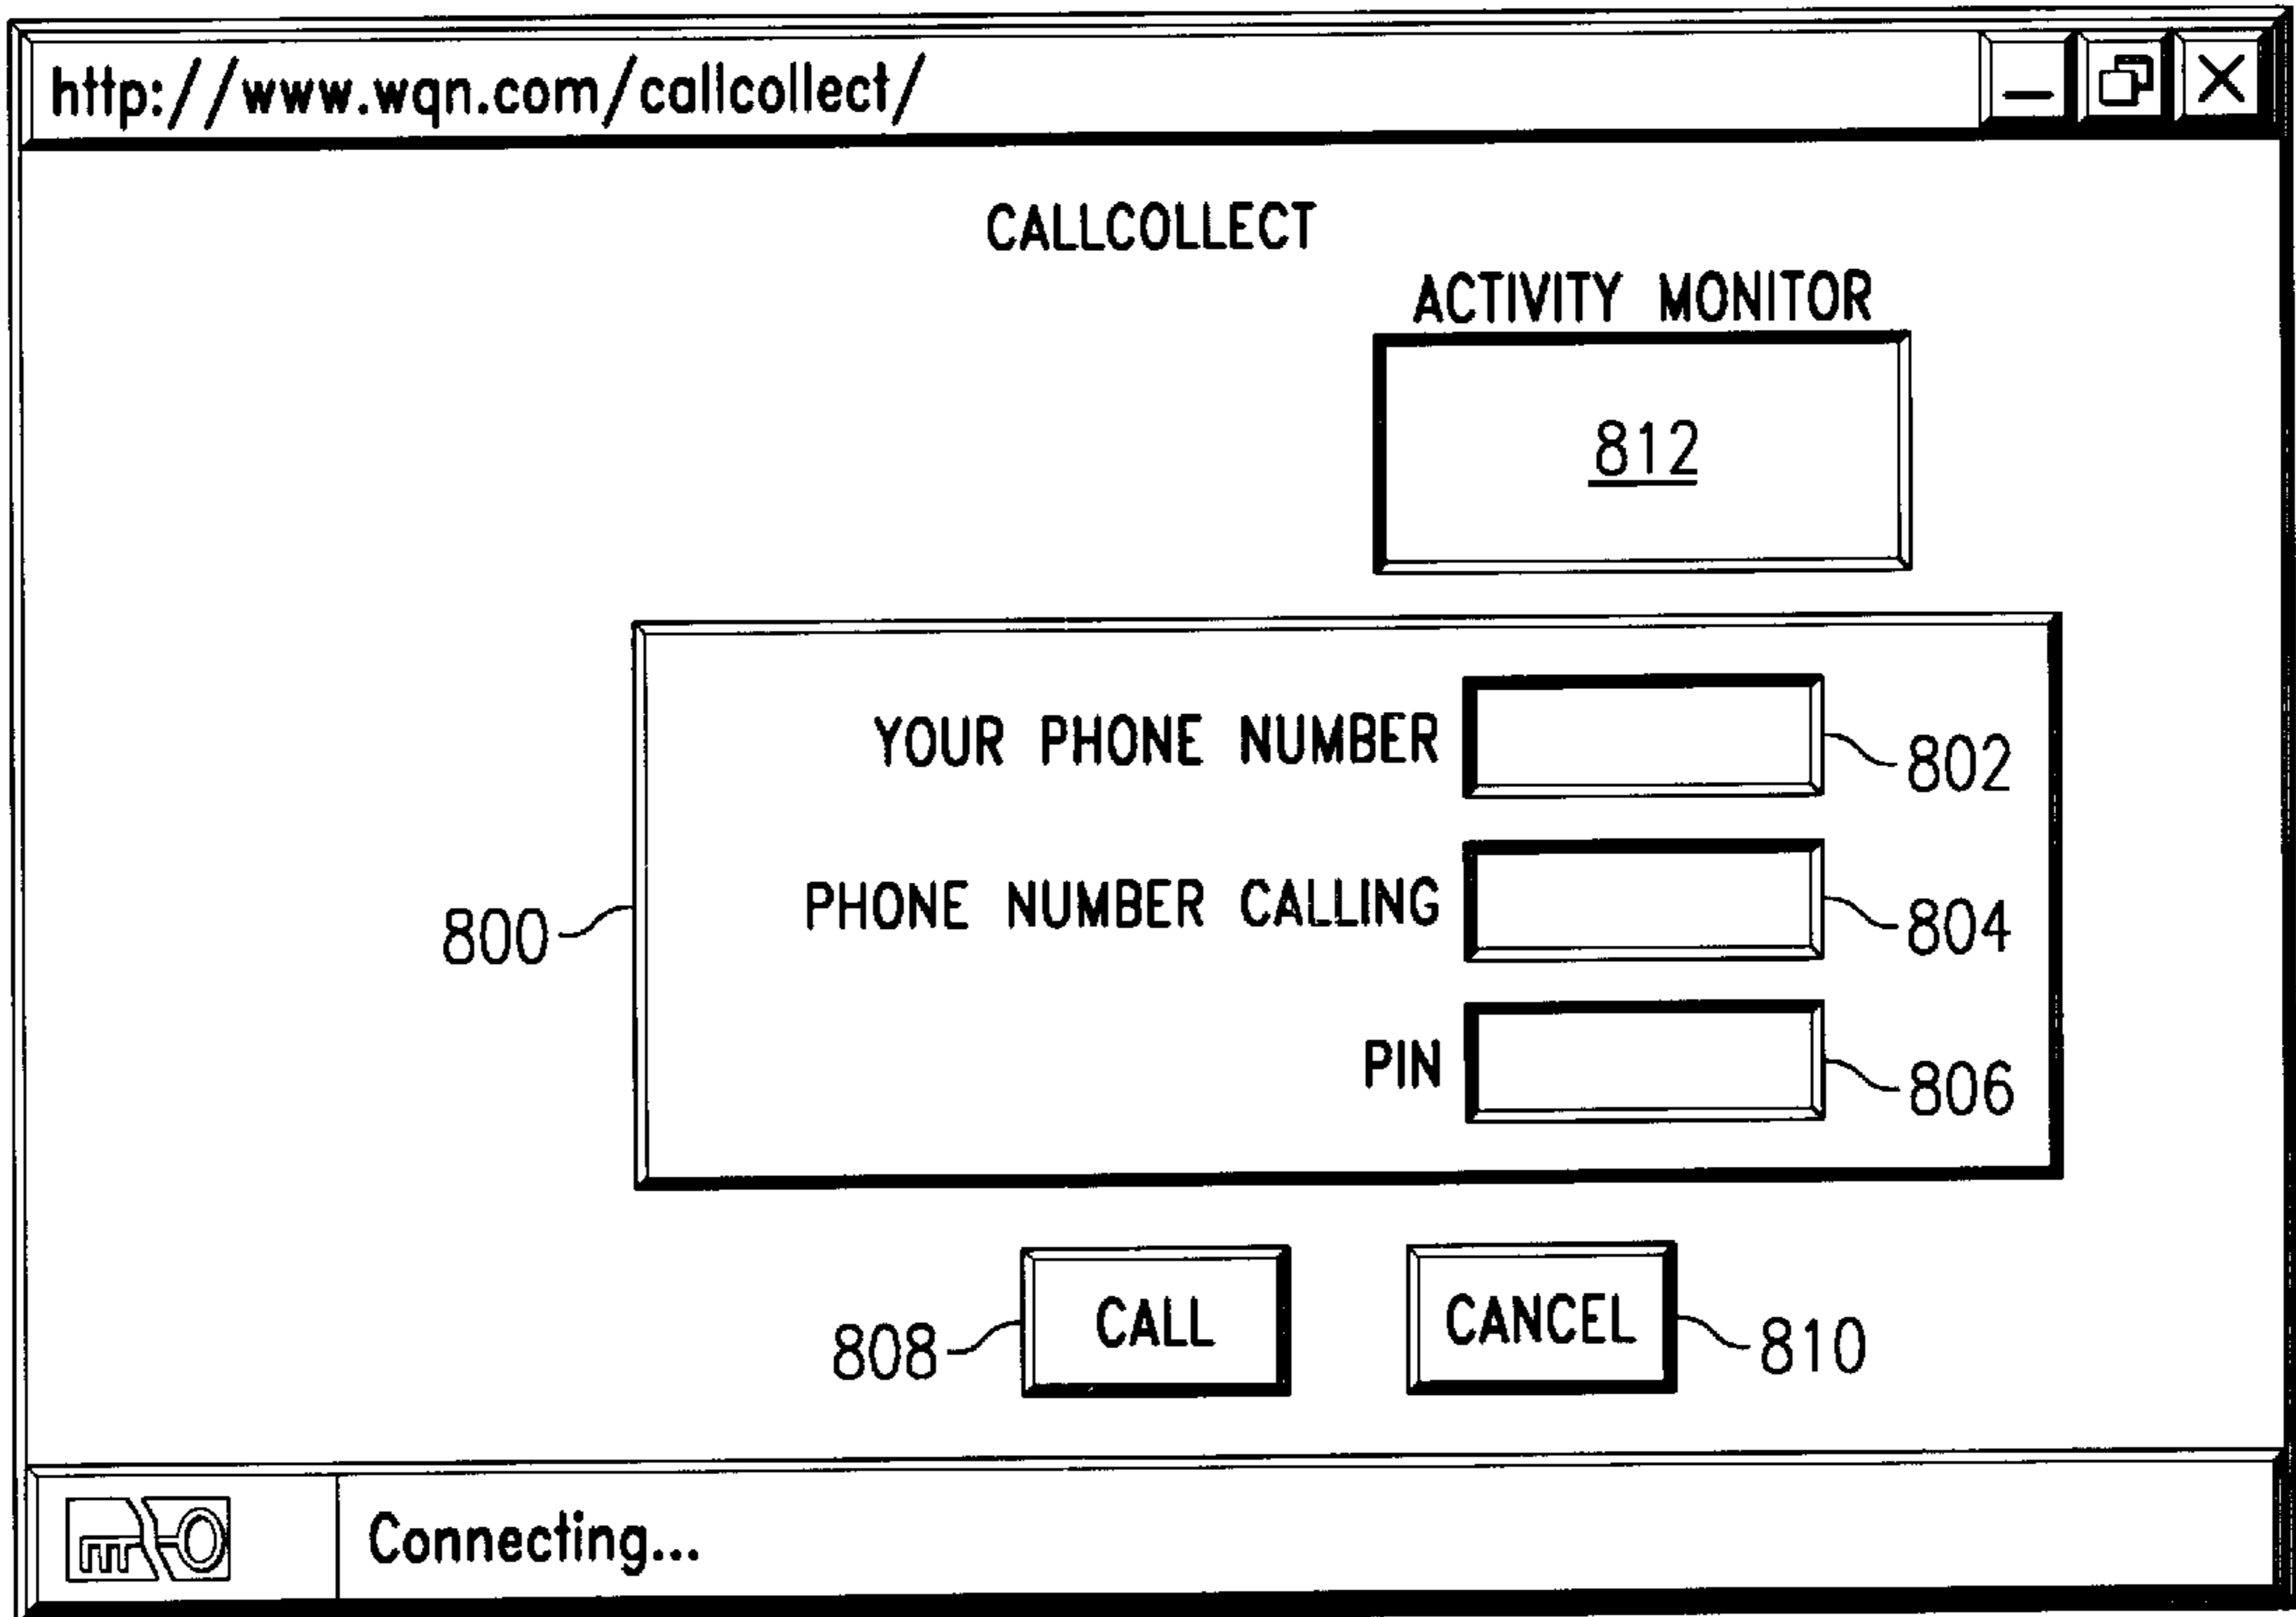 http://www.wqn.com/callcollect/
CALLCOLLECT
ACTIVITY MONITOR
812
YOUR PHONE NUMBER 802
PHONE NUMBER CALLING 804
800
PIN 806
808 CALL CANCEL 810
Connecting...